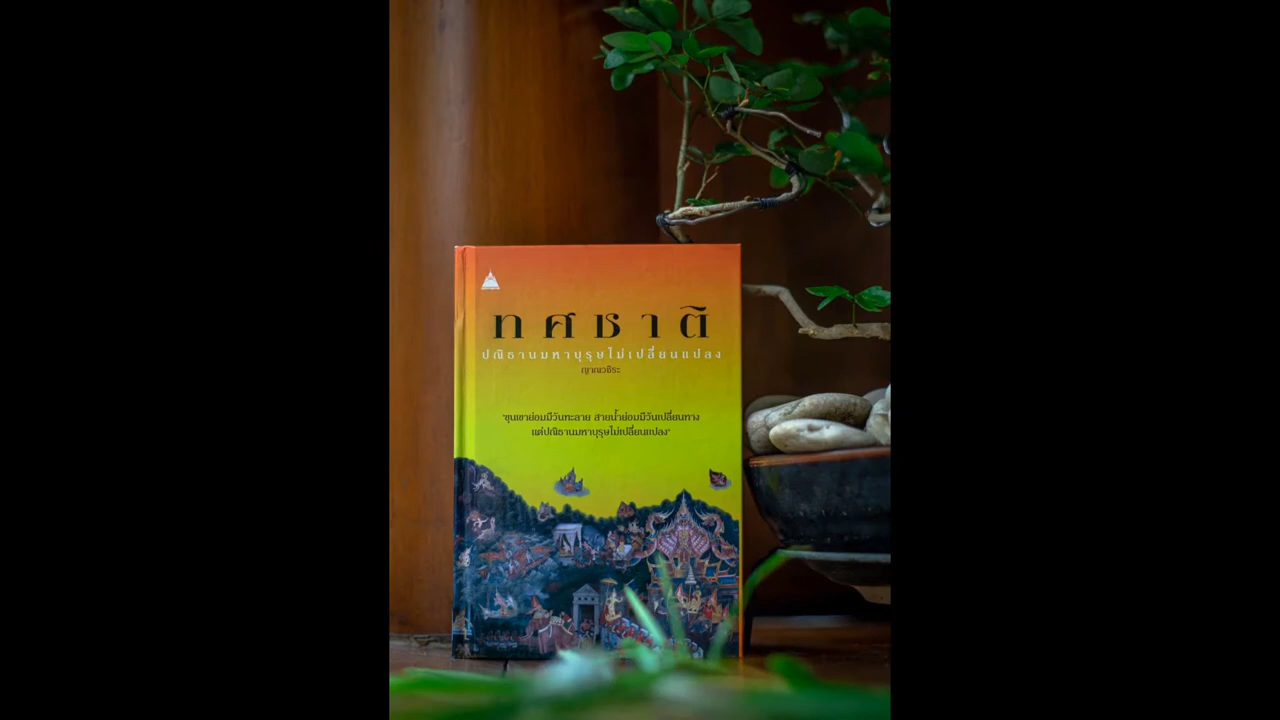 ทศชาติ
ปณิธานมหาบุรุษไม่เปลี่ยนแปลง
ญาณวชิระ
"ขุนเขาย่อมมีวันทะลาย สายน้ำย่อมมีวันเปลี่ยนทาง
แต่ปณิธานมหาบุรุษไม่เปลี่ยนแปลง"